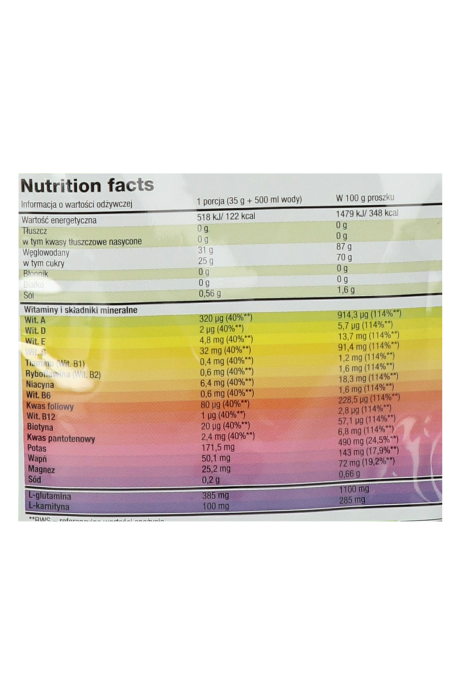 Nutrition facts
Informacja o wartości odżywczej 1 porcja (35 g + 500 ml wody) W 100 g proszku
Wartość energetyczna 518 kJ/ 122 kcal 1479 kJ/ 348 kcal
Tłuszcz 0 g 0 g
w tym kwasy tłuszczowe nasycone 0 g 0 g
Węglowodany 31 g 87 g
w tym cukry 25 g 70 g
Błonnik 0 g 0 g
0 g 0 g
Sól 0,56 g 1,6 g
Witaminy i składniki mineralne
Wit. A 320 µg (40%**) 914,3 µg (114%**)
Wit. D 2 µg (40%**) 5,7 µg (114%**)
Wit. E 4,8 mg (40%**) 13,7 mg (114%**)
32 mg (40%**) 91,4 mg (114%**)
Tiamina (Wit. B1) 0,4 mg (40%**) 1,2 mg (114%**)
Ryboflawina (Wit. B2) 0,6 mg (40%**) 1,6 mg (114%**)
Niacyna 6,4 mg (40%**) 18,3 mg (114%**)
Wit. B6 0,6 mg (40%**) 1,6 mg (114%**)
Kwas foliowy 80 µg (40%**) 228,5 µg (114%**)
Wit. B12 1 µg (40%**) 2,8 µg (114%**)
Biotyna 20 µg (40%**) 57,1 µg (114%**)
Kwas pantotenowy 2,4 mg (40%**) 6,8 mg (114%**)
Potas 171,5 mg 490 mg (24,5%**)
Wapń 50,1 mg 143 mg (17,9%**)
Magnez 25,2 mg 72 mg (19,2%**)
Sód 0,2 g 0,66 g
L-glutamina 385 mg 1100 mg
L-karnityna 100 mg 285 mg
**RWS – referencyjne wartości spożycia